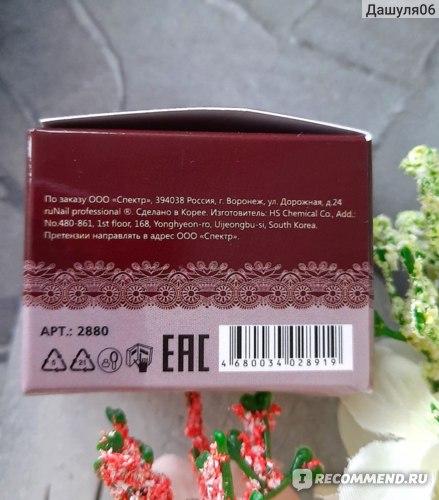 Дашуля06
По заказу ООО «Спектр», 394038 Россия, г. Воронеж, ул. Дорожная, д.24
ruNail professional ®. Сделано в Корее. Изготовитель: HS Chemical Co., Add.:
No.480-861, 1st floor, 168, Yonghyeon-ro, Uijeongbu-si, South Korea.
Претензии направлять в адрес ООО «Спектр».
АРТ.: 2880
EAC
4 680034 028919
I RECOMMEND.RU